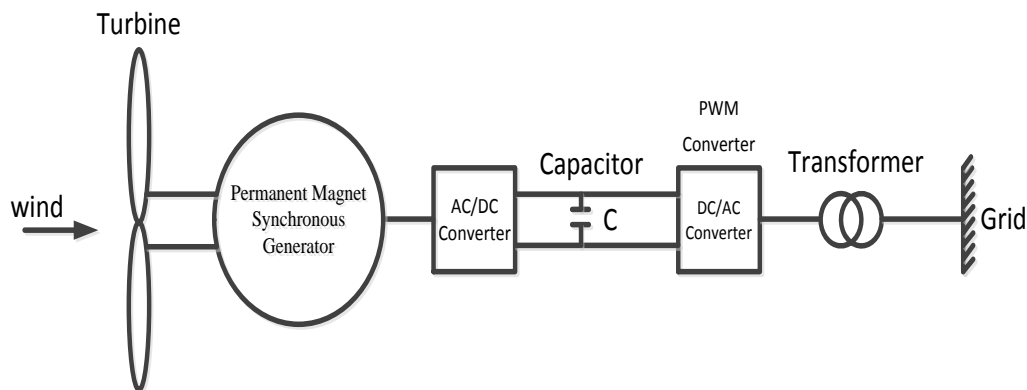 Turbine
wind
Permanent Magnet
Synchronous
Generator
AC/DC
Converter
Capacitor
C
PWM
Converter
DC/AC
Converter
Transformer
Grid